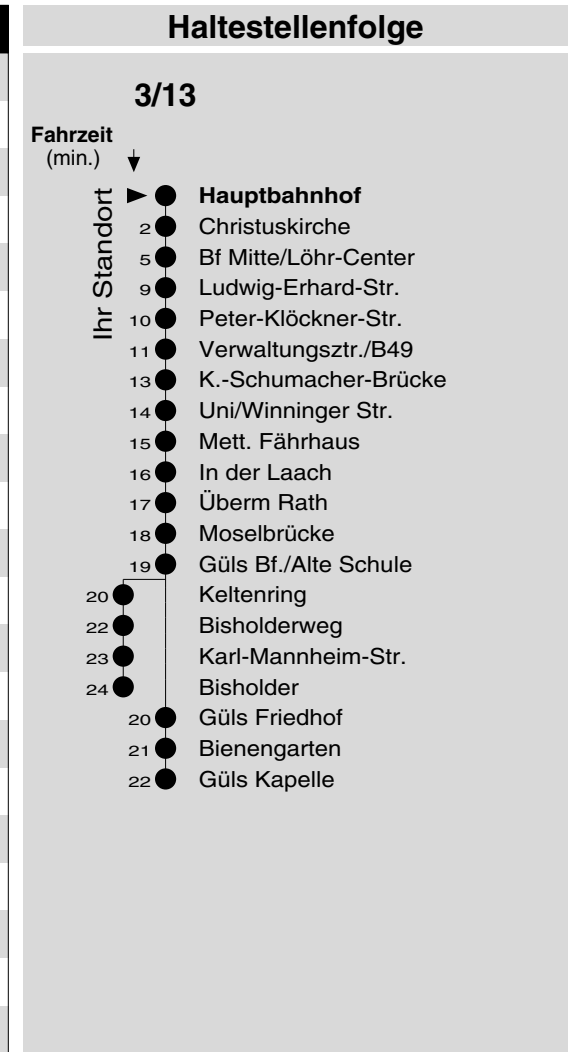 Haltestellenfolge
3/13
Fahrzeit
(min.)
Ihr Standort
Hauptbahnhof
2 Christuskirche
5 Bf Mitte/Löhr-Center
9 Ludwig-Erhard-Str.
10 Peter-Klöckner-Str.
11 Verwaltungsztr./B49
13 K.-Schumacher-Brücke
14 Uni/Winninger Str.
15 Mett. Fährhaus
16 In der Laach
17 Überm Rath
18 Moselbrücke
19 Güls Bf./Alte Schule
20 Keltenring
22 Bisholderweg
23 Karl-Mannheim-Str.
24 Bisholder
20 Güls Friedhof
21 Bienengarten
22 Güls Kapelle